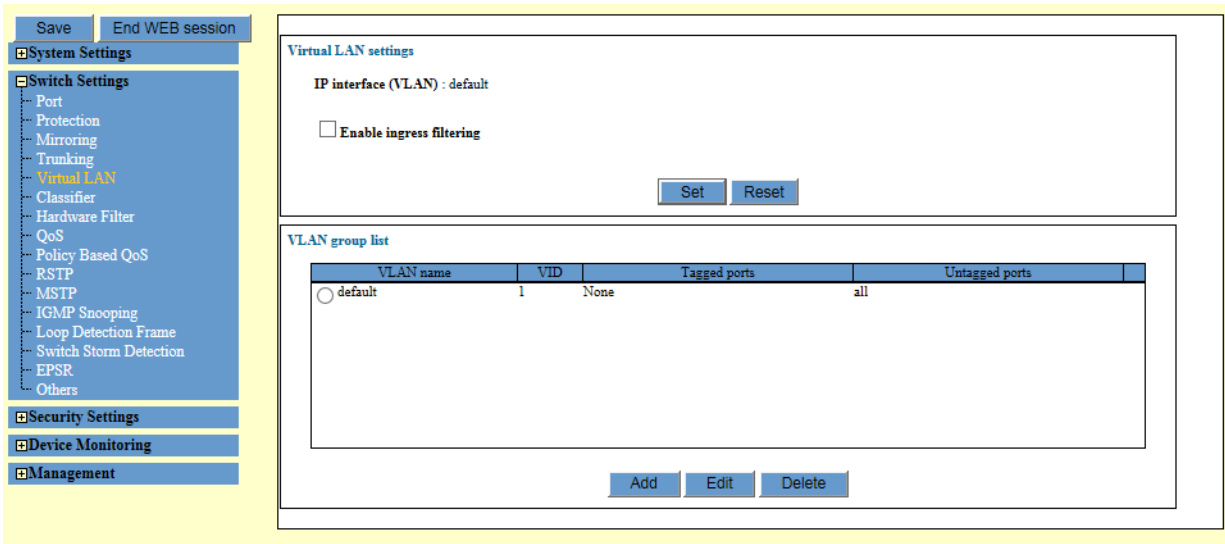 Save End WEB session
System Settings
Switch Settings
Port
Protection
Mirroring
Trunking
Virtual LAN
Classifier
Hardware Filter
QoS
Policy Based QoS
RSTP
MSTP
IGMP Snooping
Loop Detection Frame
Switch Storm Detection
EPSR
Others
Security Settings
Device Monitoring
Management
Virtual LAN settings
IP interface (VLAN) : default
Enable ingress filtering
Set Reset
VLAN group list
VLAN name VID Tagged ports Untagged ports
default 1 None all
Add Edit Delete